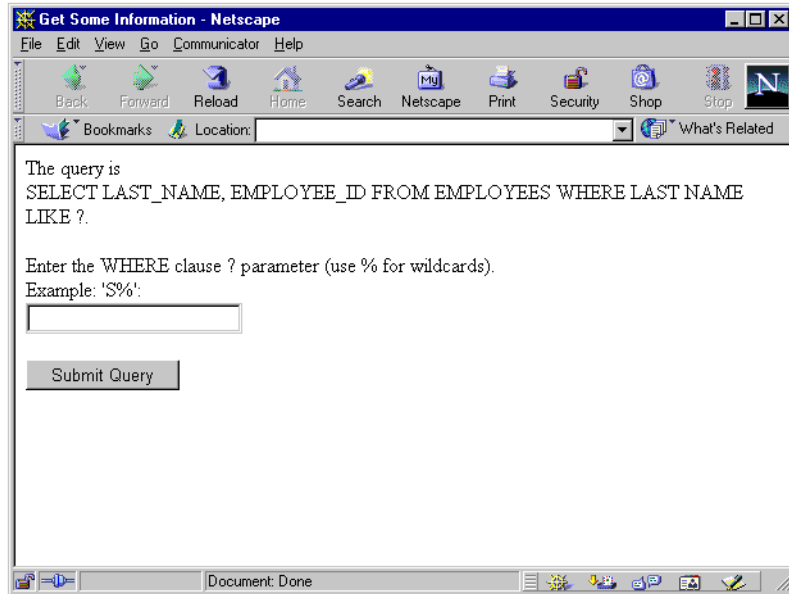 Get Some Information - Netscape
File Edit View Go Communicator Help
Back Forward Reload Home Search Netscape Print Security Shop Stop
My
N
Bookmarks Location: What's Related
The query is
SELECT LAST_NAME, EMPLOYEE_ID FROM EMPLOYEES WHERE LAST NAME
LIKE ?.
Enter the WHERE clause ? parameter (use % for wildcards).
Example: 'S%':
Submit Query
Document: Done